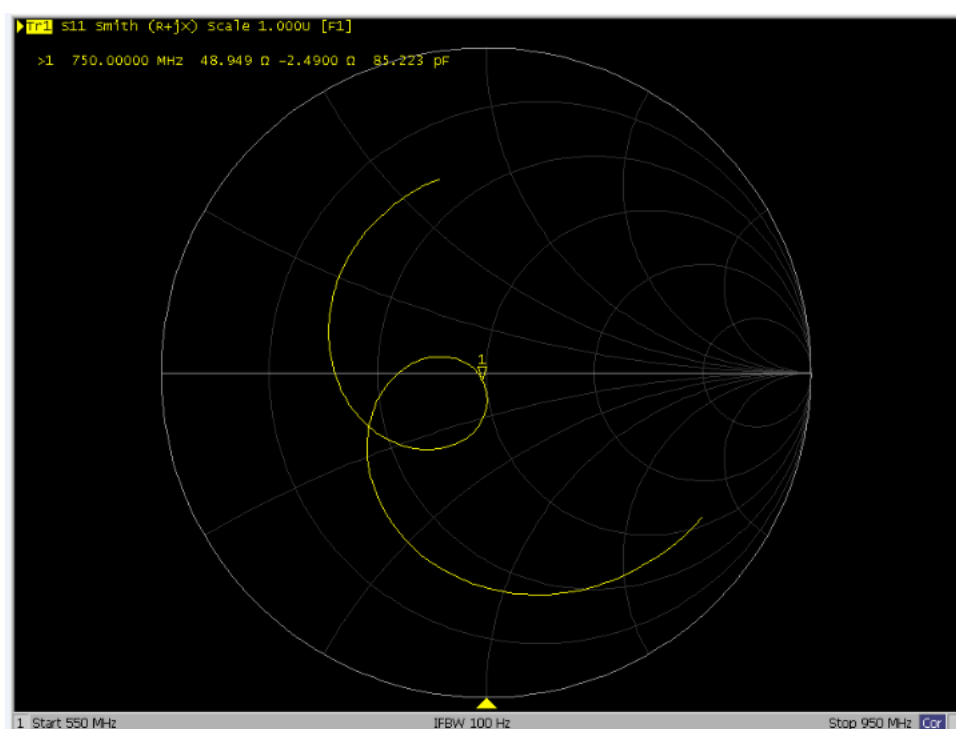 Tr1 S11 Smith (R+jX) Scale 1.000U [F1]
>1 750.00000 MHz 48.949 Ω -2.4900 Ω 85.223 pF
1
1 Start 550 MHz IFBW 100 Hz Stop 950 MHz Cor